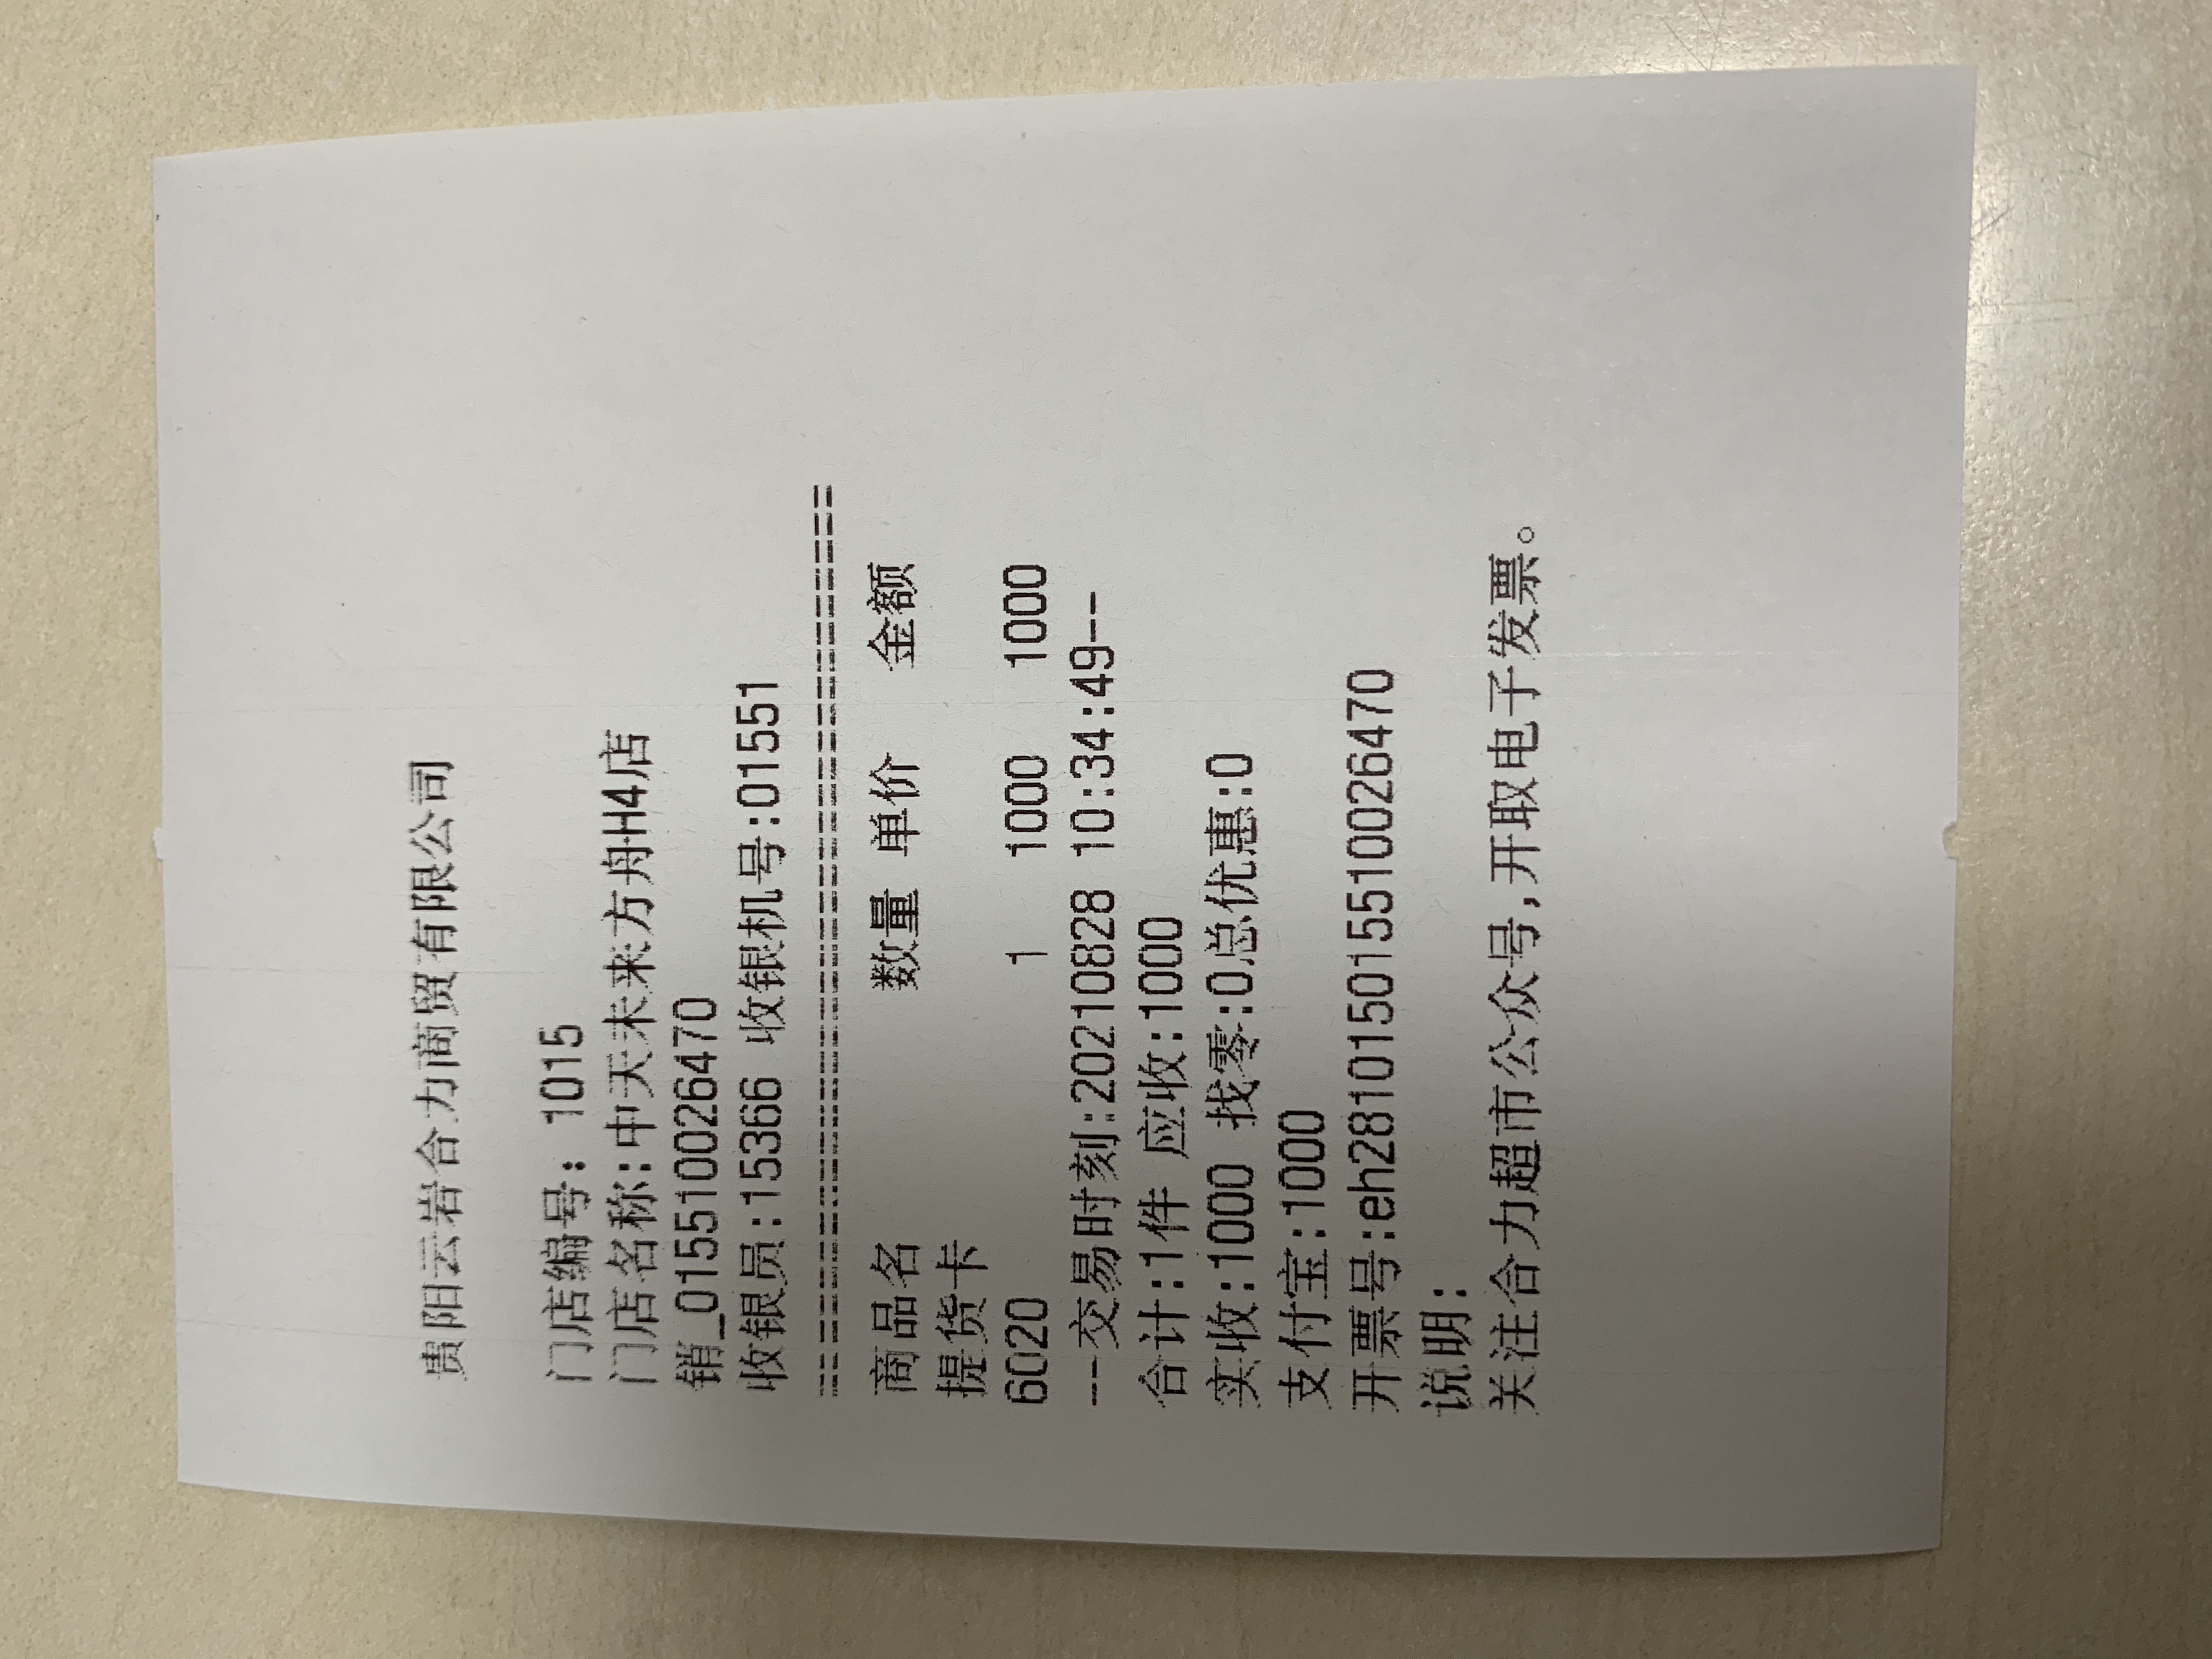 贵阳云岩合力商贸有限公司
门店编号: 1015
门店名称:中天未来方舟H4店
销_015510026470
收银员:15366 收银机号:01551
================================
商品名 数量 单价 金额
提货卡
6020 1 1000 1000
--交易时刻:20210828 10:34:49--
合计:1件 应收:1000
实收:1000 找零:0总优惠:0
支付宝:1000
开票号:eh28101501551002​6470
说明:
关注合力超市公众号,开取电子发票。